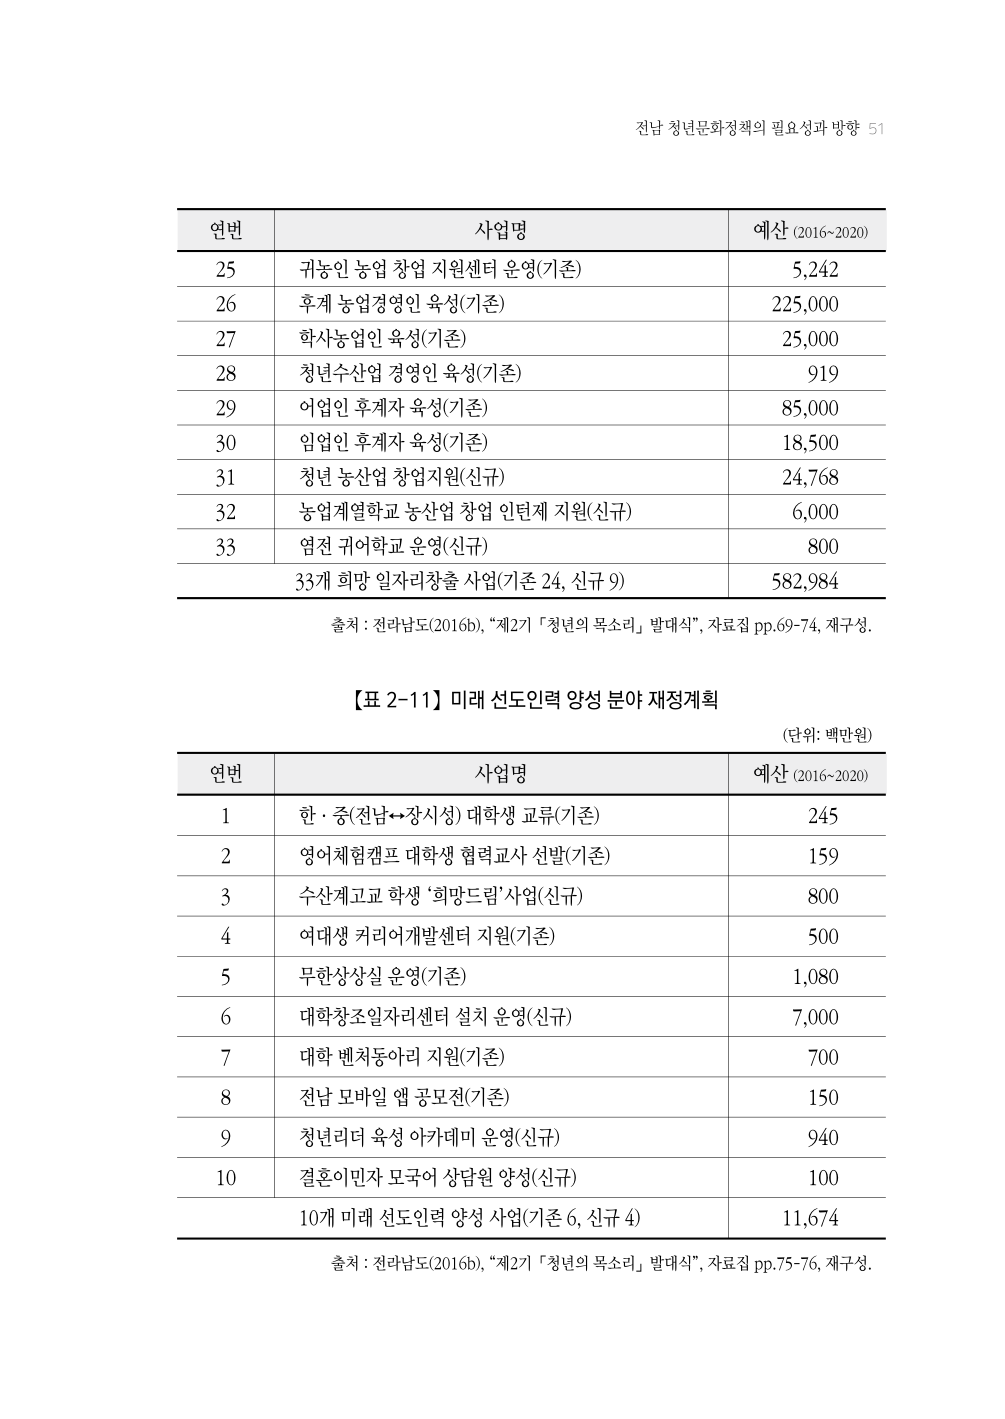 전남 청년문화정책의 필요성과 방향 51
연번 사업명 예산 (2016~2020)
25 귀농인 농업 창업 지원센터 운영(기존) 5,242
26 후계 농업경영인 육성(기존) 225,000
27 학사농업인 육성(기존) 25,000
28 청년수산업 경영인 육성(기존) 919
29 어업인 후계자 육성(기존) 85,000
30 임업인 후계자 육성(기존) 18,500
31 청년 농산업 창업지원(신규) 24,768
32 농업계열학교 농산업 창업 인턴제 지원(신규) 6,000
33 염전 귀어학교 운영(신규) 800
33개 희망 일자리창출 사업(기존 24, 신규 9) 582,984
출처 : 전라남도(2016b), “제2기 「청년의 목소리」 발대식”, 자료집 pp.69-74, 재구성.
【표 2-11】 미래 선도인력 양성 분야 재정계획
(단위: 백만원)
연번 사업명 예산 (2016~2020)
1 한 · 중(전남↔장시성) 대학생 교류(기존) 245
2 영어체험캠프 대학생 협력교사 선발(기존) 159
3 수산계고교 학생 ‘희망드림’사업(신규) 800
4 여대생 커리어개발센터 지원(기존) 500
5 무한상상실 운영(기존) 1,080
6 대학창조일자리센터 설치 운영(신규) 7,000
7 대학 벤처동아리 지원(기존) 700
8 전남 모바일 앱 공모전(기존) 150
9 청년리더 육성 아카데미 운영(신규) 940
10 결혼이민자 모국어 상담원 양성(신규) 100
10개 미래 선도인력 양성 사업(기존 6, 신규 4) 11,674
출처 : 전라남도(2016b), “제2기 「청년의 목소리」 발대식”, 자료집 pp.75-76, 재구성.